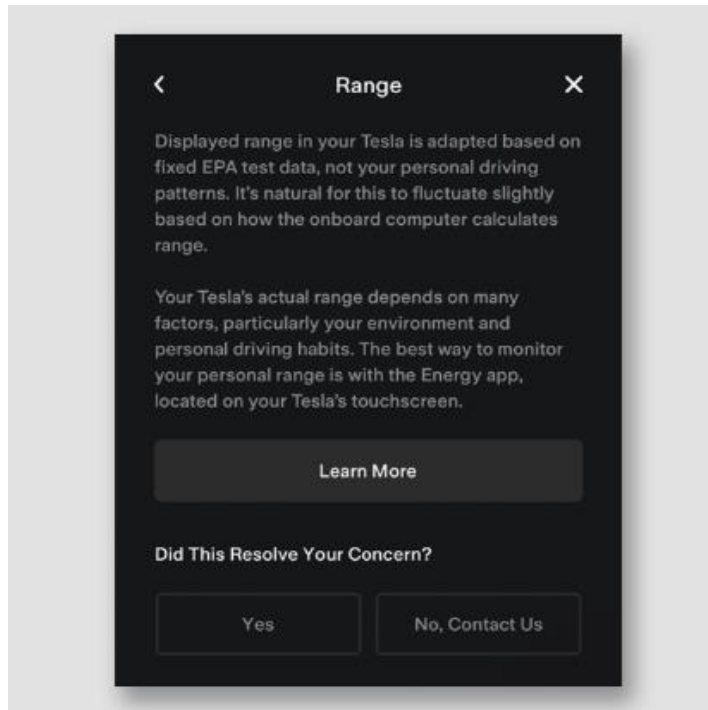 Range
Displayed range in your Tesla is adapted based on
fixed EPA test data, not your personal driving
patterns. It's natural for this to fluctuate slightly
based on how the onboard computer calculates
range.
Your Tesla's actual range depends on many
factors, particularly your environment and
personal driving habits. The best way to monitor
your personal range is with the Energy app,
located on your Tesla's touchscreen.
Learn More
Did This Resolve Your Concern?
Yes
No, Contact Us